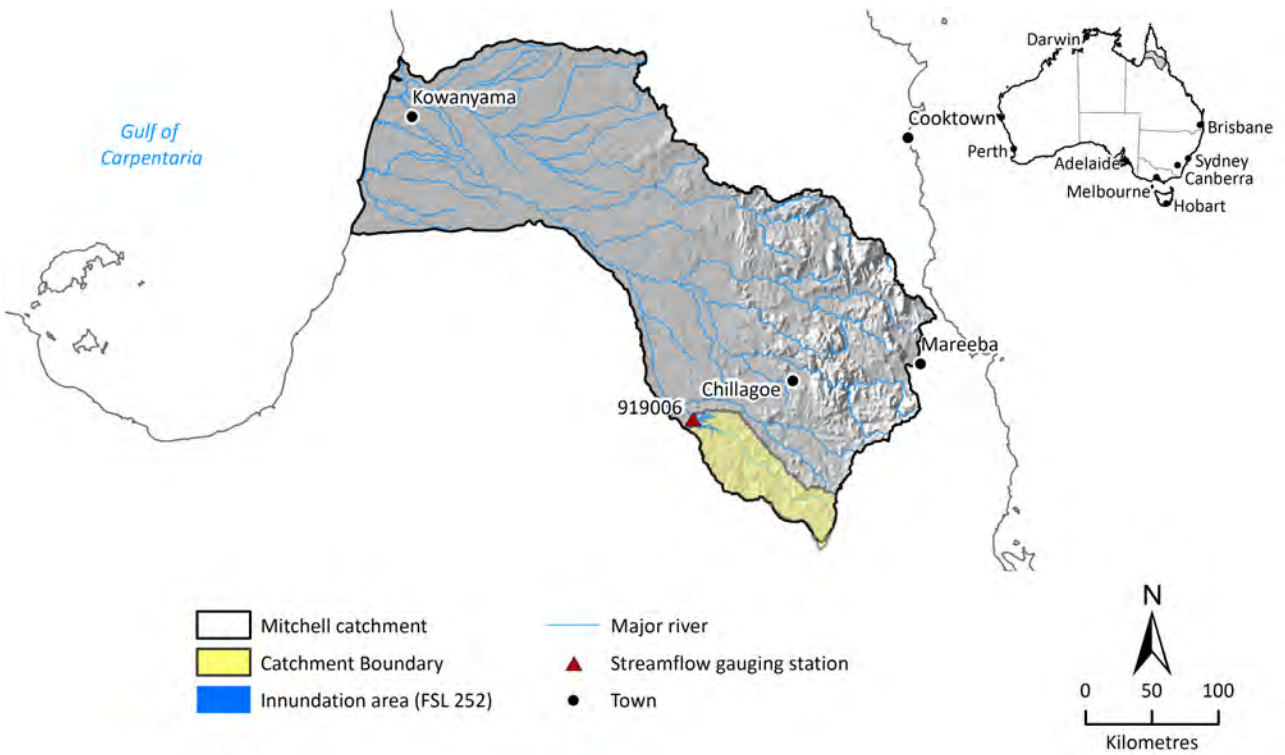 Gulf of
Carpentaria
Kowanyama
Cooktown
Mareeba
Chillagoe
919006
Darwin
Brisbane
Perth
Adelaide
Sydney
Canberra
Melbourne
Hobart
Mitchell catchment
Catchment Boundary
Innundation area (FSL 252)
Major river
Streamflow gauging station
Town
N
0 50 100
Kilometres